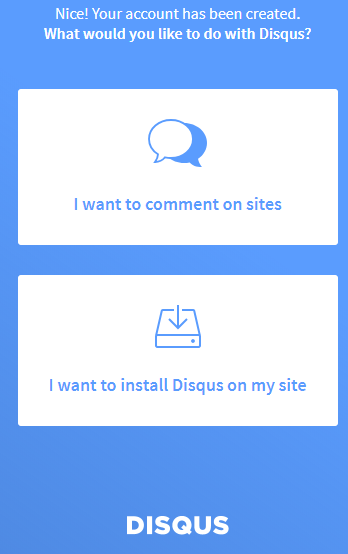 Nice! Your account has been created.
What would you like to do with Disqus?
I want to comment on sites
I want to install Disqus on my site
DISQUS